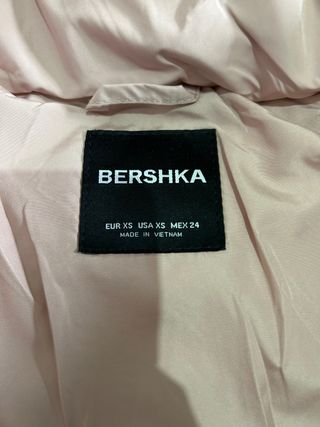 BERSHKA
EUR XS USA XS MEX 24
MADE IN VIETNAM